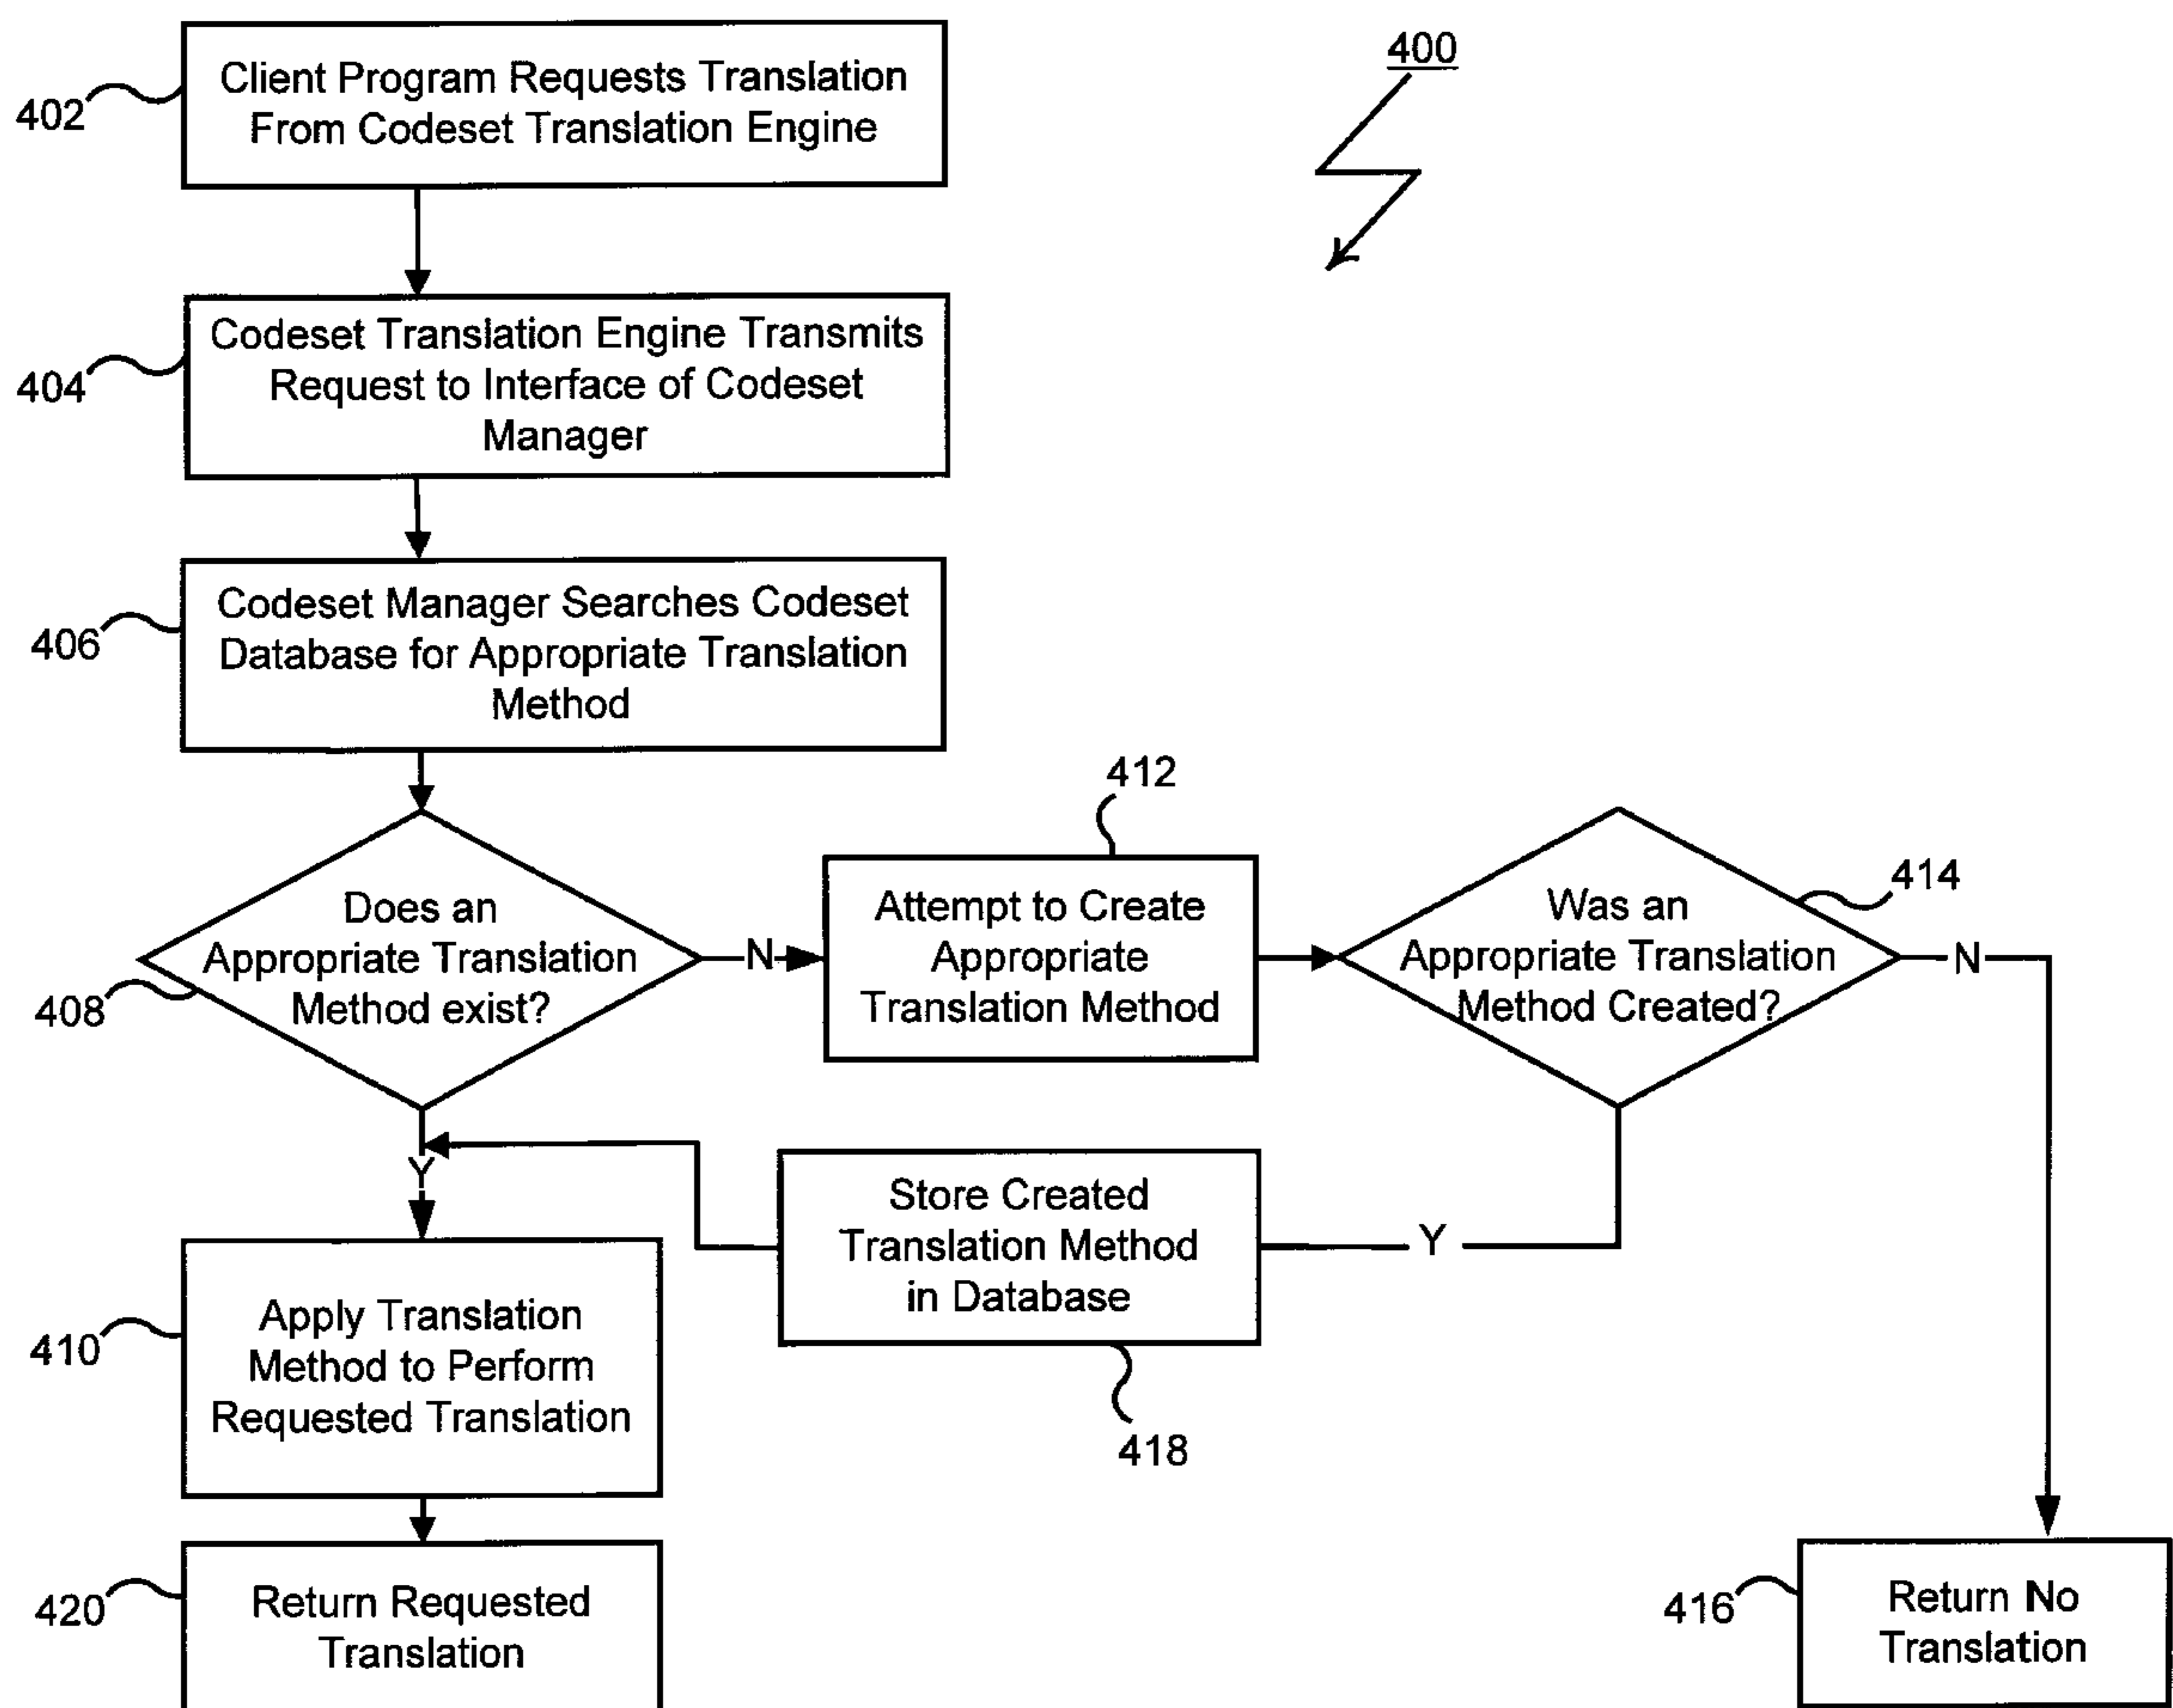 400
402
Client Program Requests Translation
From Codeset Translation Engine
404
Codeset Translation Engine Transmits
Request to Interface of Codeset
Manager
406
Codeset Manager Searches Codeset
Database for Appropriate Translation
Method
408
Does an
Appropriate Translation
Method exist?
N
412
Attempt to Create
Appropriate
Translation Method
414
Was an
Appropriate Translation
Method Created?
N
Y
Y
418
Store Created
Translation Method
in Database
410
Apply Translation
Method to Perform
Requested Translation
420
Return Requested
Translation
416
Return No
Translation